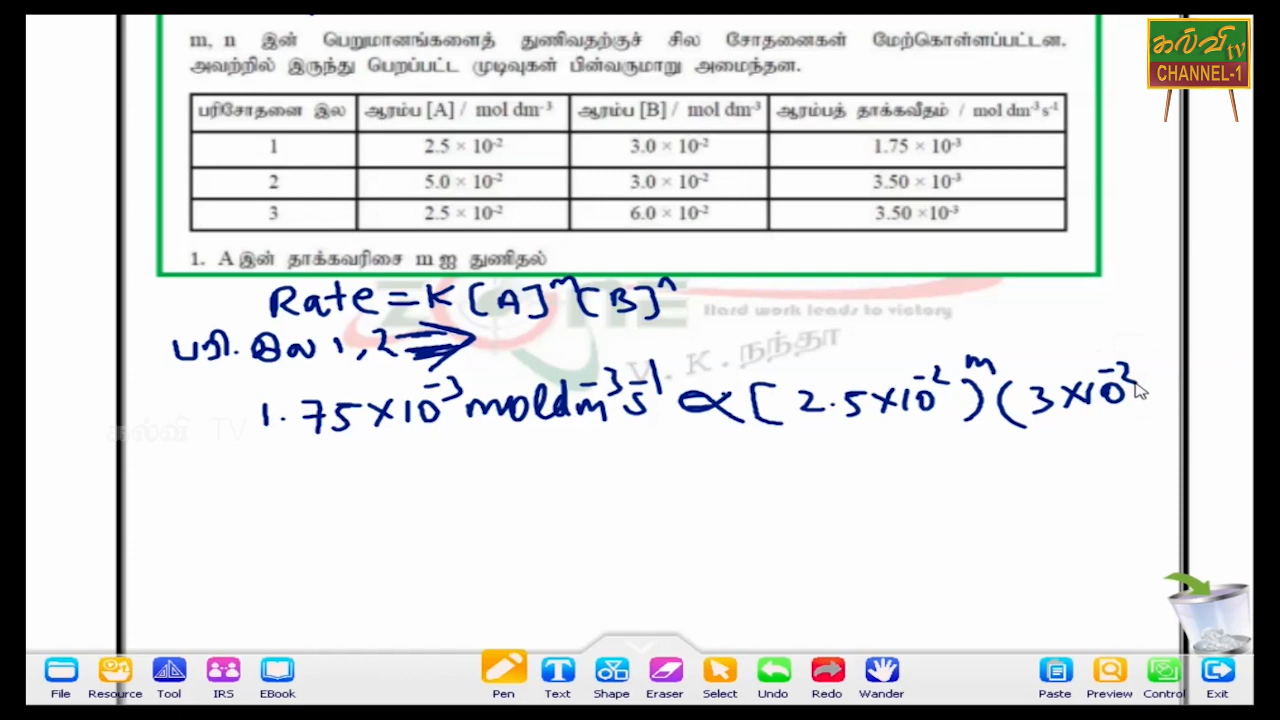 கல்வி TV
CHANNEL-1
m, n இன் பெறுமானங்களைத் துணிவதற்குச் சில சோதனைகள் மேற்கொள்ளப்பட்டன.
அவற்றில் இருந்து பெறப்பட்ட முடிவுகள் பின்வருமாறு அமைந்தன.
பரிசோதனை இல ஆரம்ப [A] / mol dm⁻³ ஆரம்ப [B] / mol dm⁻³ ஆரம்பத் தாக்கவீதம் / mol dm⁻³s⁻¹
1 2.5 × 10⁻² 3.0 × 10⁻² 1.75 × 10⁻³
2 5.0 × 10⁻² 3.0 × 10⁻² 3.50 × 10⁻³
3 2.5 × 10⁻² 6.0 × 10⁻² 3.50 ×10⁻³
1. A இன் தாக்கவரிசை m ஐ துணிதல்
Rate = K [A]ᵐ [B]ⁿ
ZONE
Hard work leads to victory
பரி. இல 1, 2 ⇒
V . K . நந்தா
1.75×10⁻³ moldm⁻³s⁻¹ ∝ [ 2.5×10⁻² )ᵐ (3×10⁻²
கல்வி TV
File Resource Tool IRS EBook Pen Text Shape Eraser Select Undo Redo Wander Paste Preview Control Exit